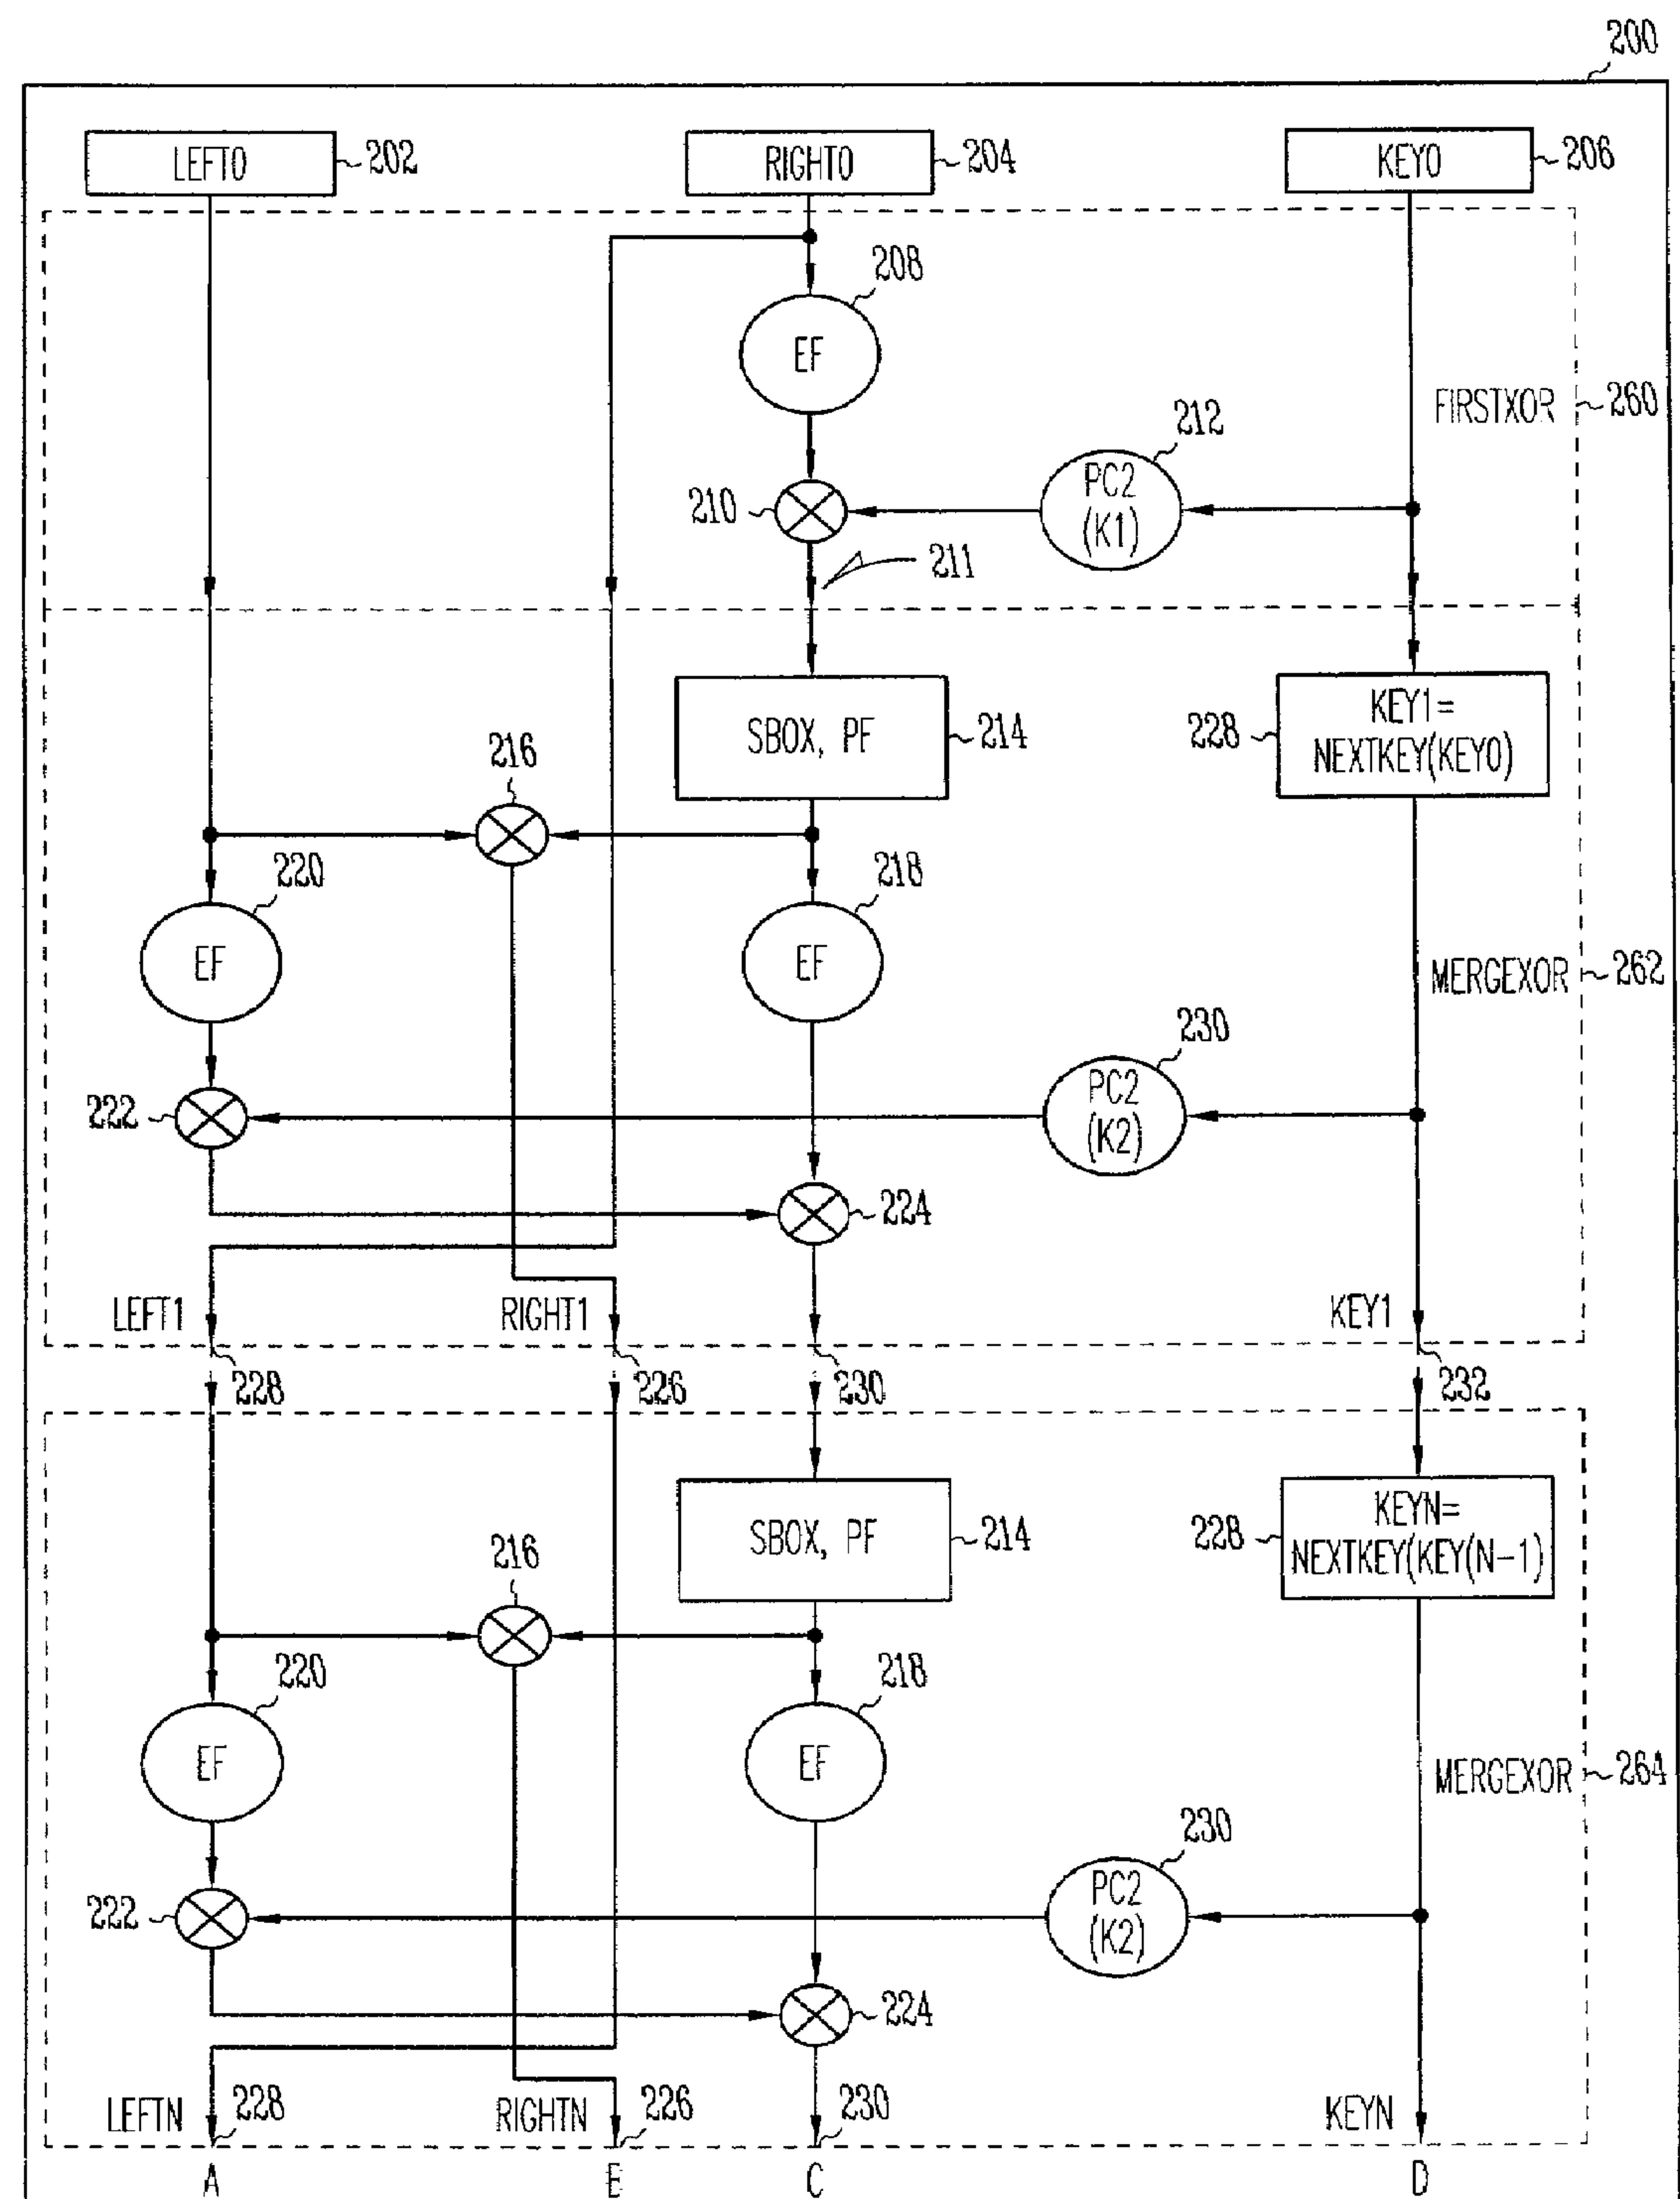 200
LEFT0
202
RIGHT0
204
KEY0
206
208
EF
FIRSTXOR
260
212
PC2
(K1)
210
211
SBOX, PF
214
228
KEY1=
NEXTKEY(KEY0)
216
220
218
EF
EF
MERGEXOR
262
230
PC2
(K2)
222
224
LEFT1
RIGHT1
KEY1
228
226
230
232
SBOX, PF
214
228
KEYN=
NEXTKEY(KEY(N-1)
216
220
218
EF
EF
MERGEXOR
264
230
PC2
(K2)
222
224
LEFTN
228
RIGHTN
226
230
KEYN
A
B
C
D